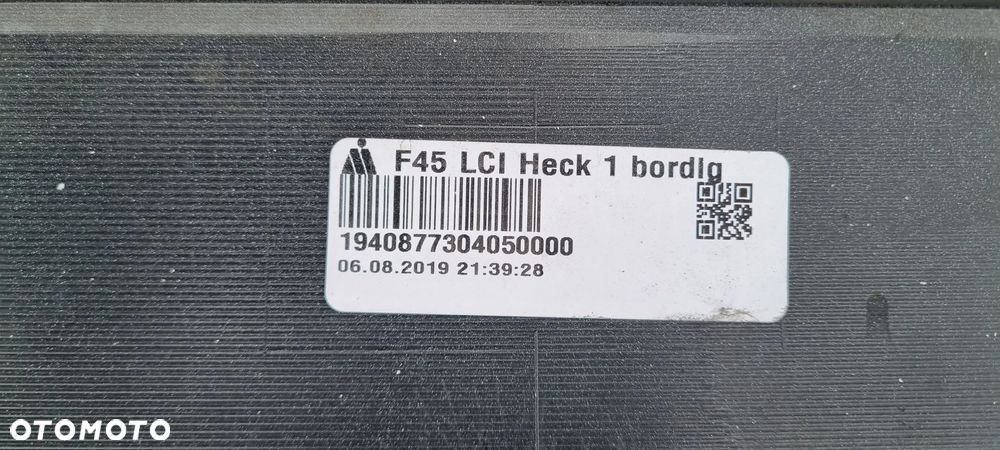 F45 LCI Heck 1 bordig
1940877304050000
06.08.2019 21:39:28
OTOMOTO